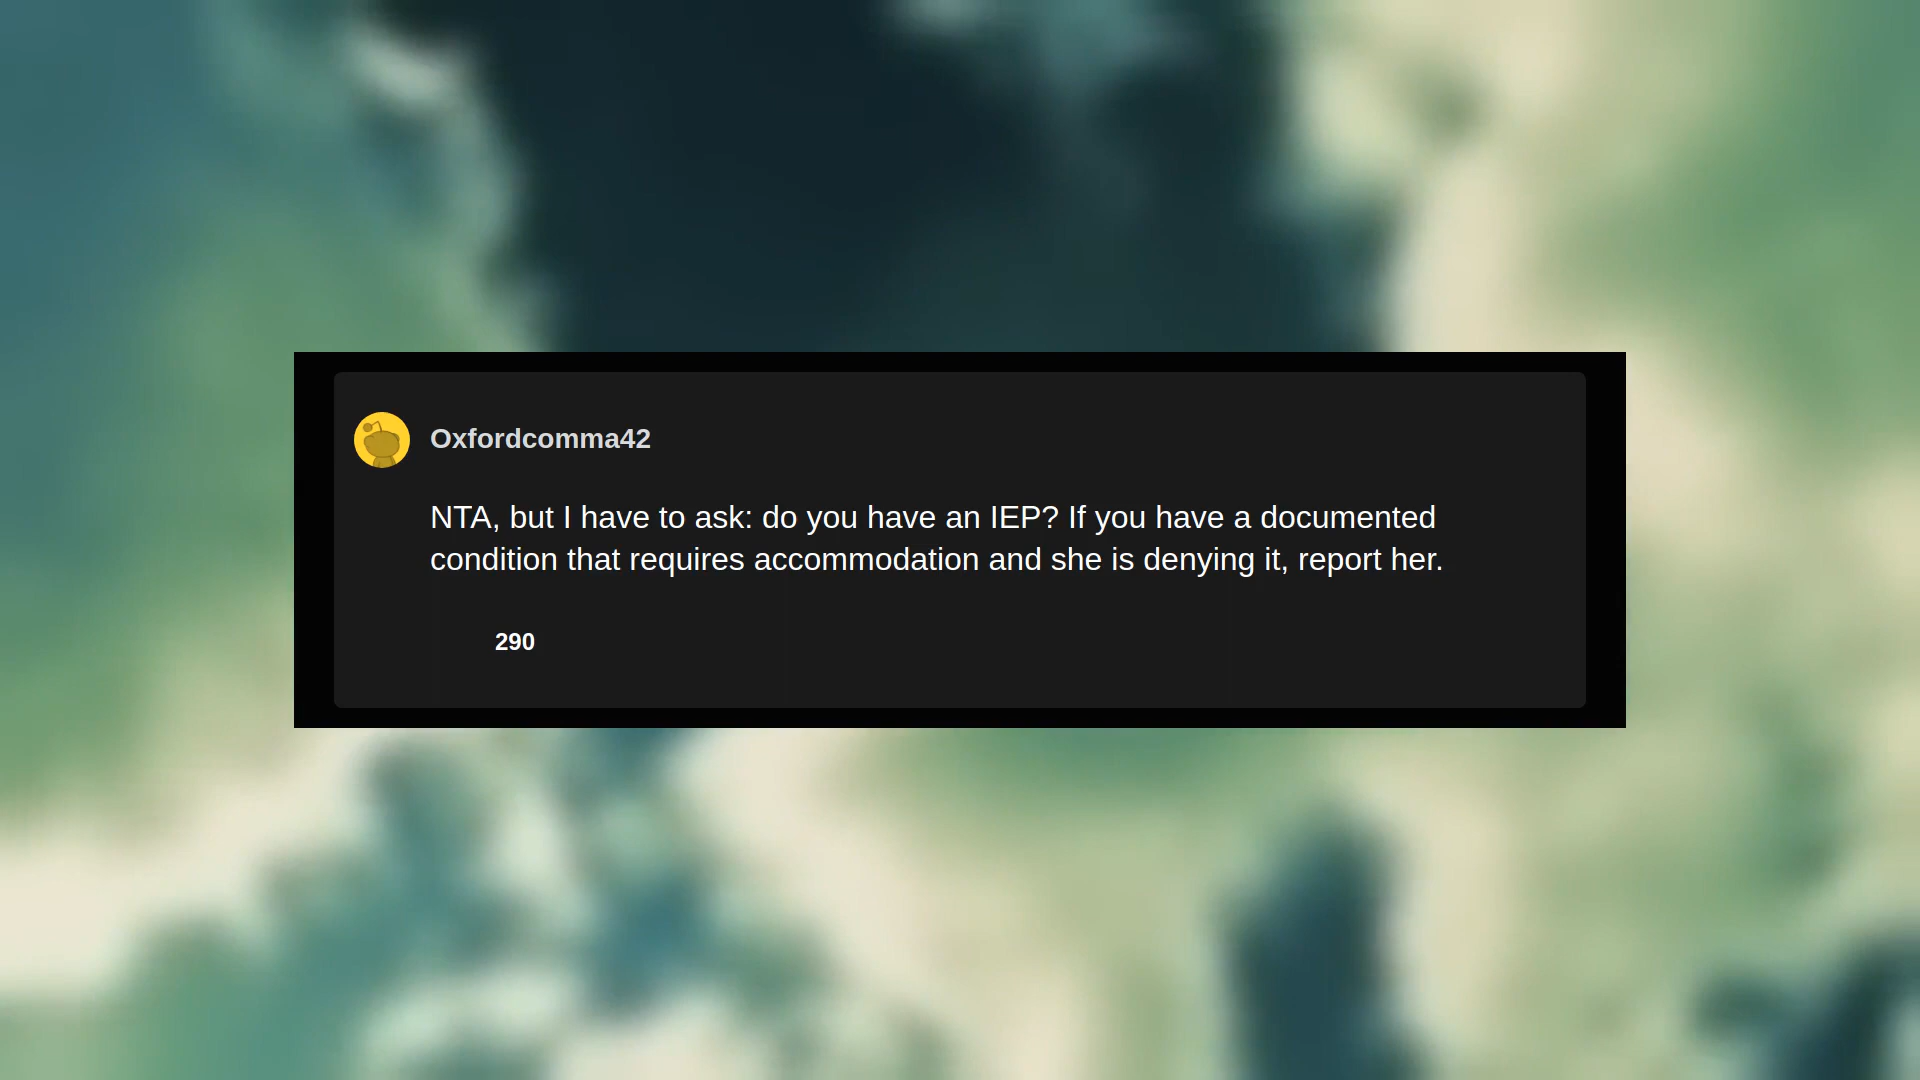 Oxfordcomma42
NTA, but I have to ask: do you have an IEP? If you have a documented
condition that requires accommodation and she is denying it, report her.
290